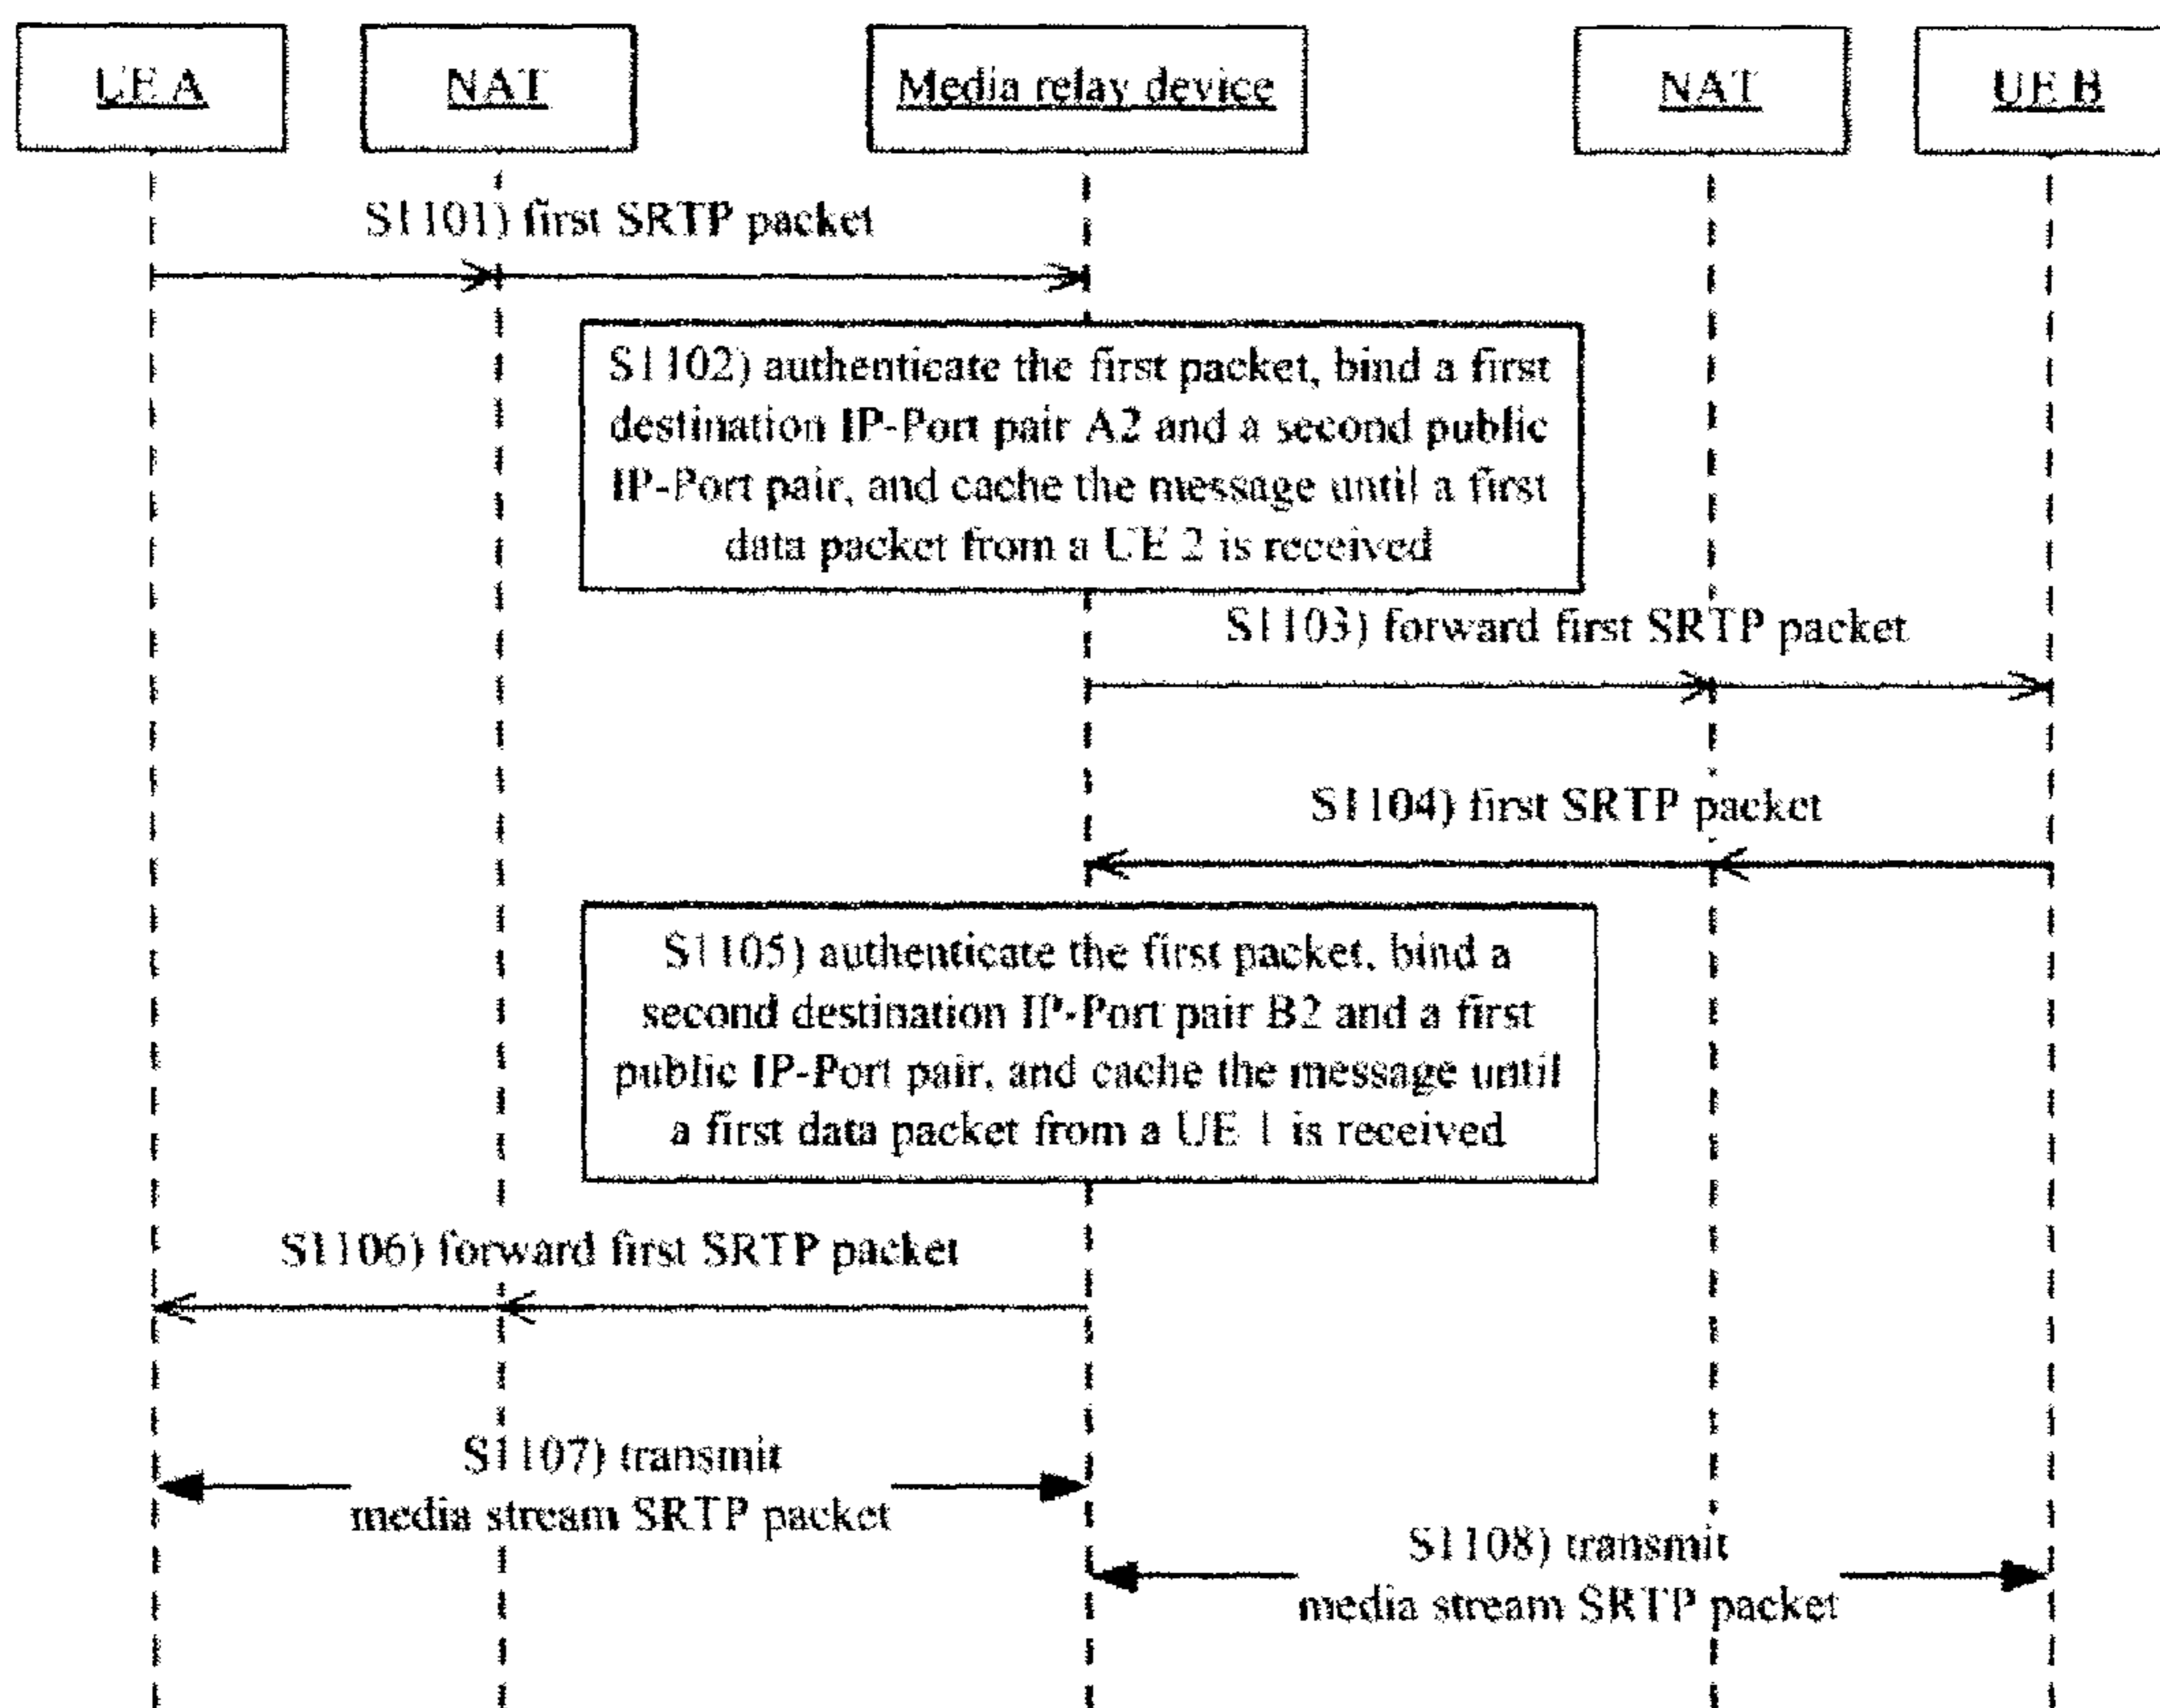 UE A
NAT
Media relay device
NAT
UE B
S1101) first SRTP packet
S1102) authenticate the first packet, bind a first
destination IP-Port pair A2 and a second public
IP-Port pair, and cache the message until a first
data packet from a UE 2 is received
S1103) forward first SRTP packet
S1104) first SRTP packet
S1105) authenticate the first packet, bind a
second destination IP-Port pair B2 and a first
public IP-Port pair, and cache the message until
a first data packet from a UE 1 is received
S1106) forward first SRTP packet
S1107) transmit
media stream SRTP packet
S1108) transmit
media stream SRTP packet